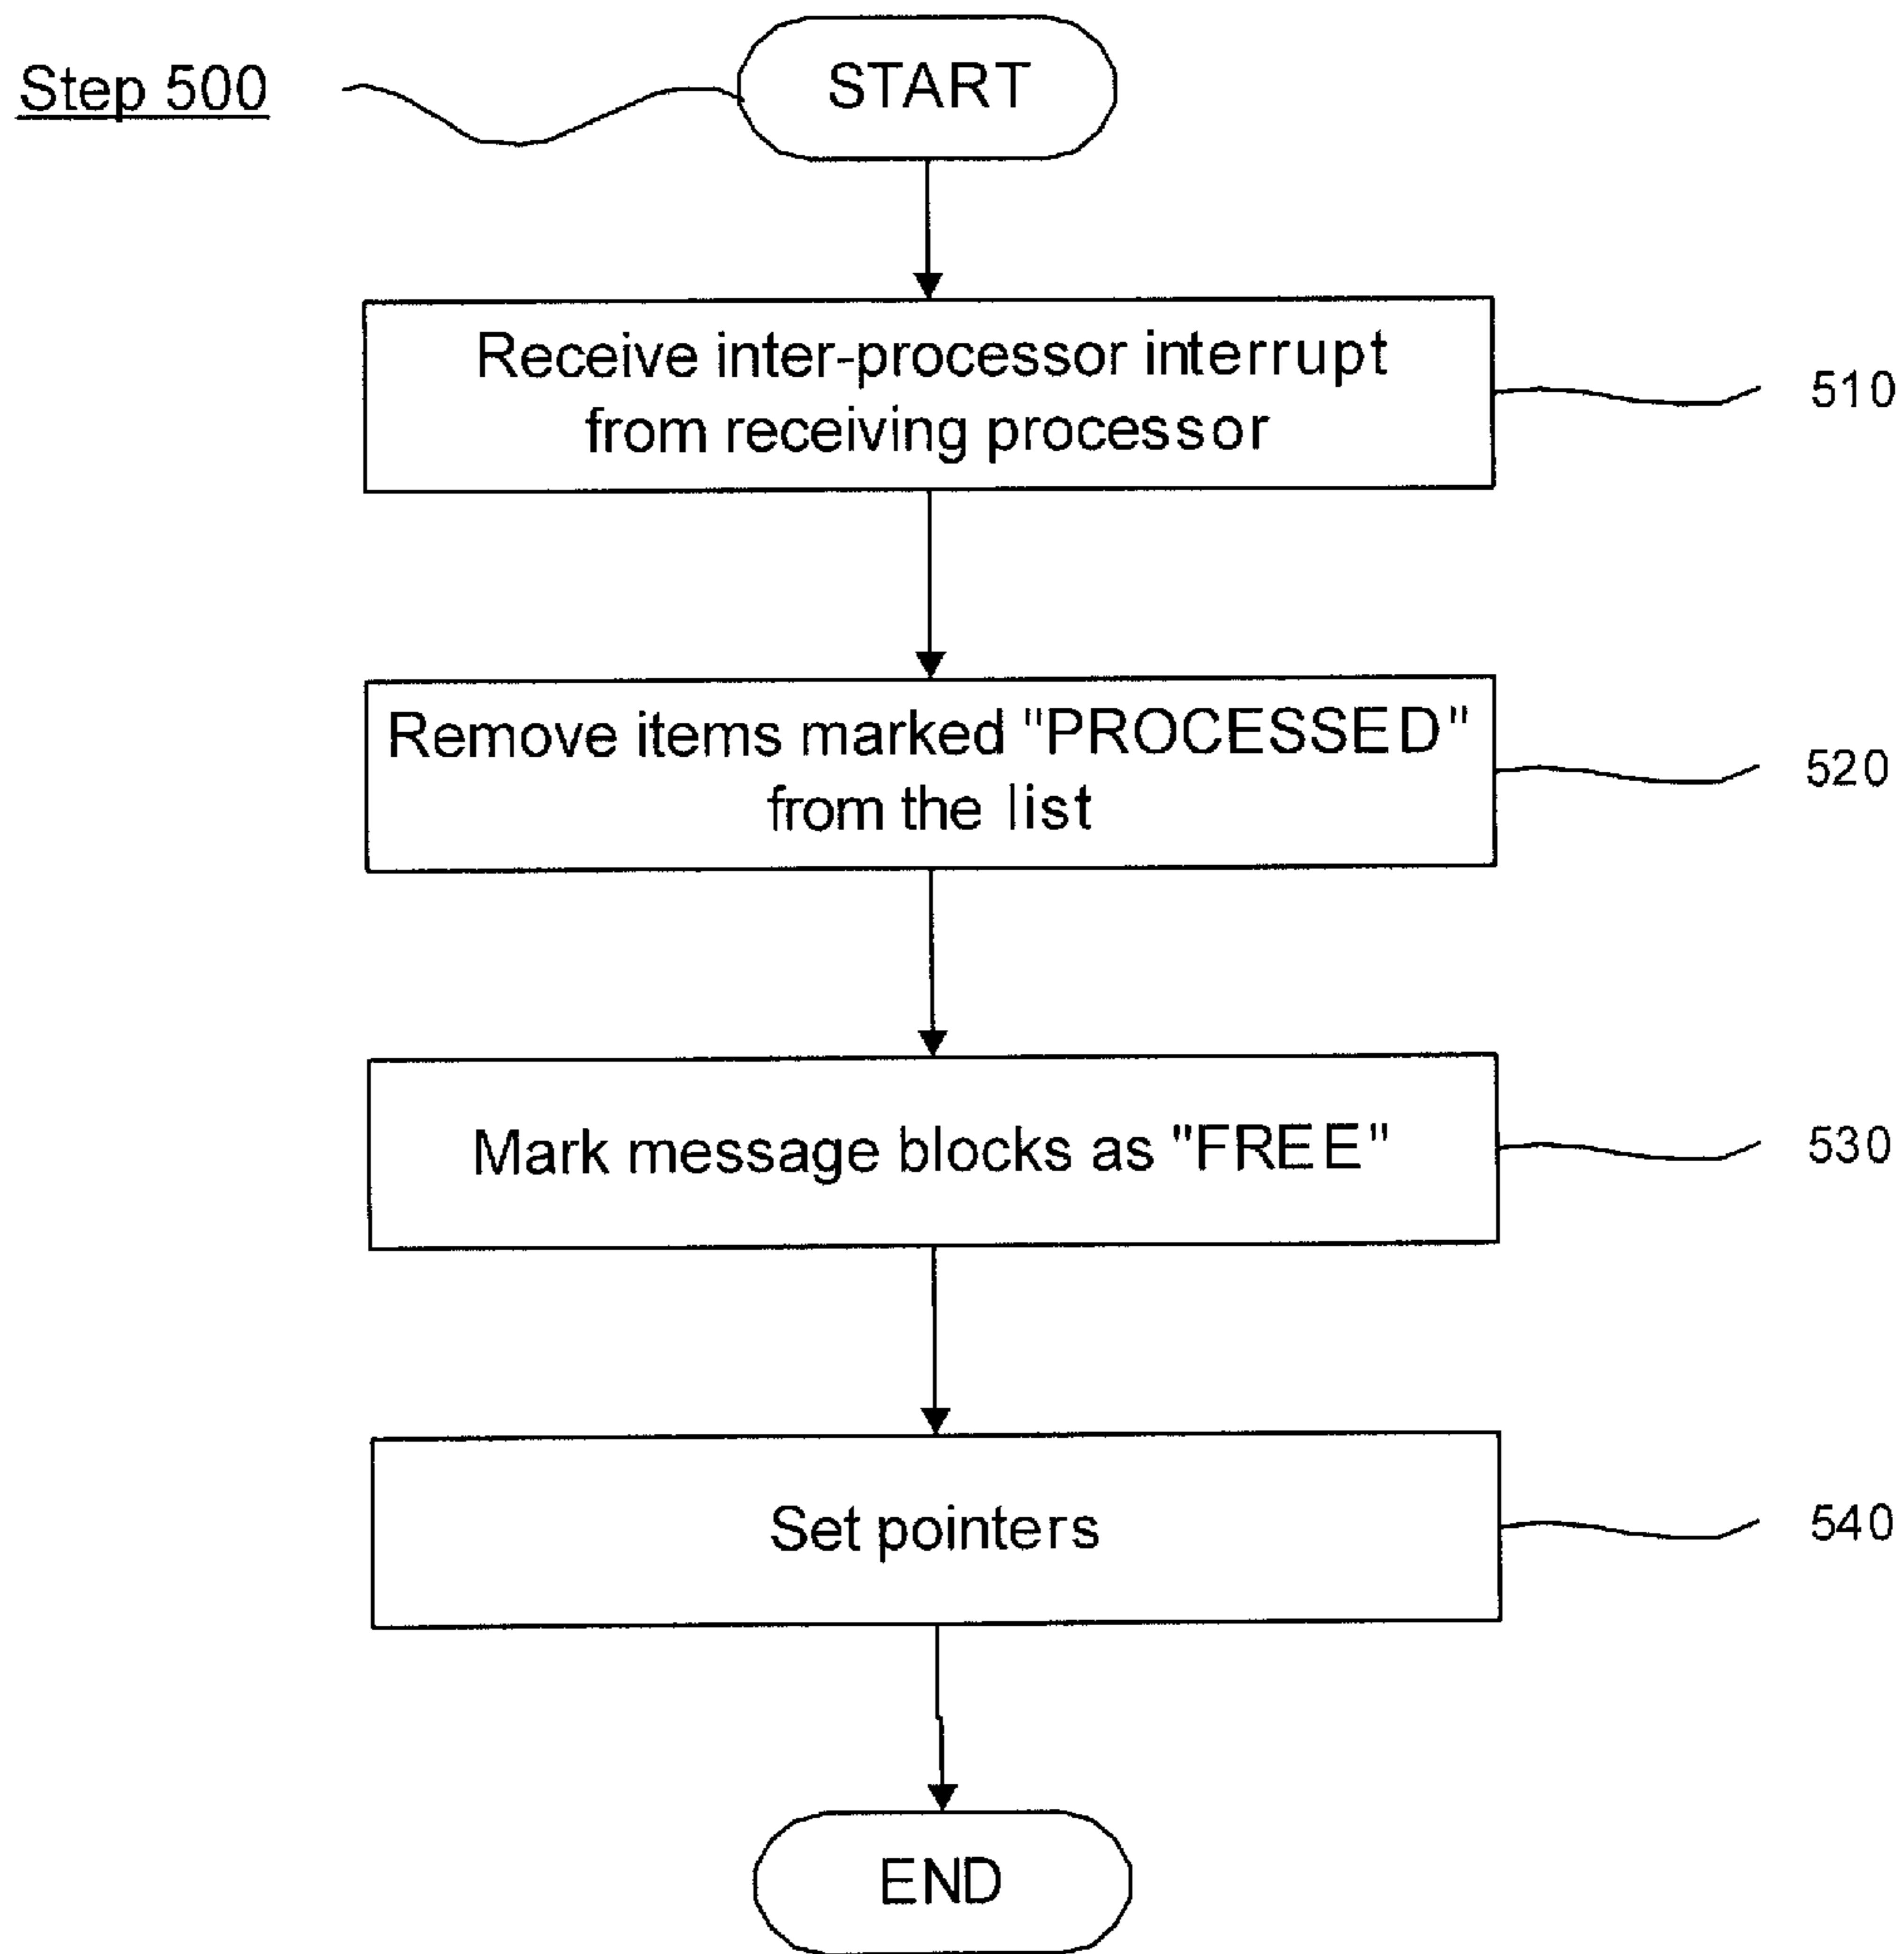 Step 500
START
Receive inter-processor interrupt
from receiving processor
510
Remove items marked "PROCESSED"
from the list
520
Mark message blocks as "FREE"
530
Set pointers
540
END